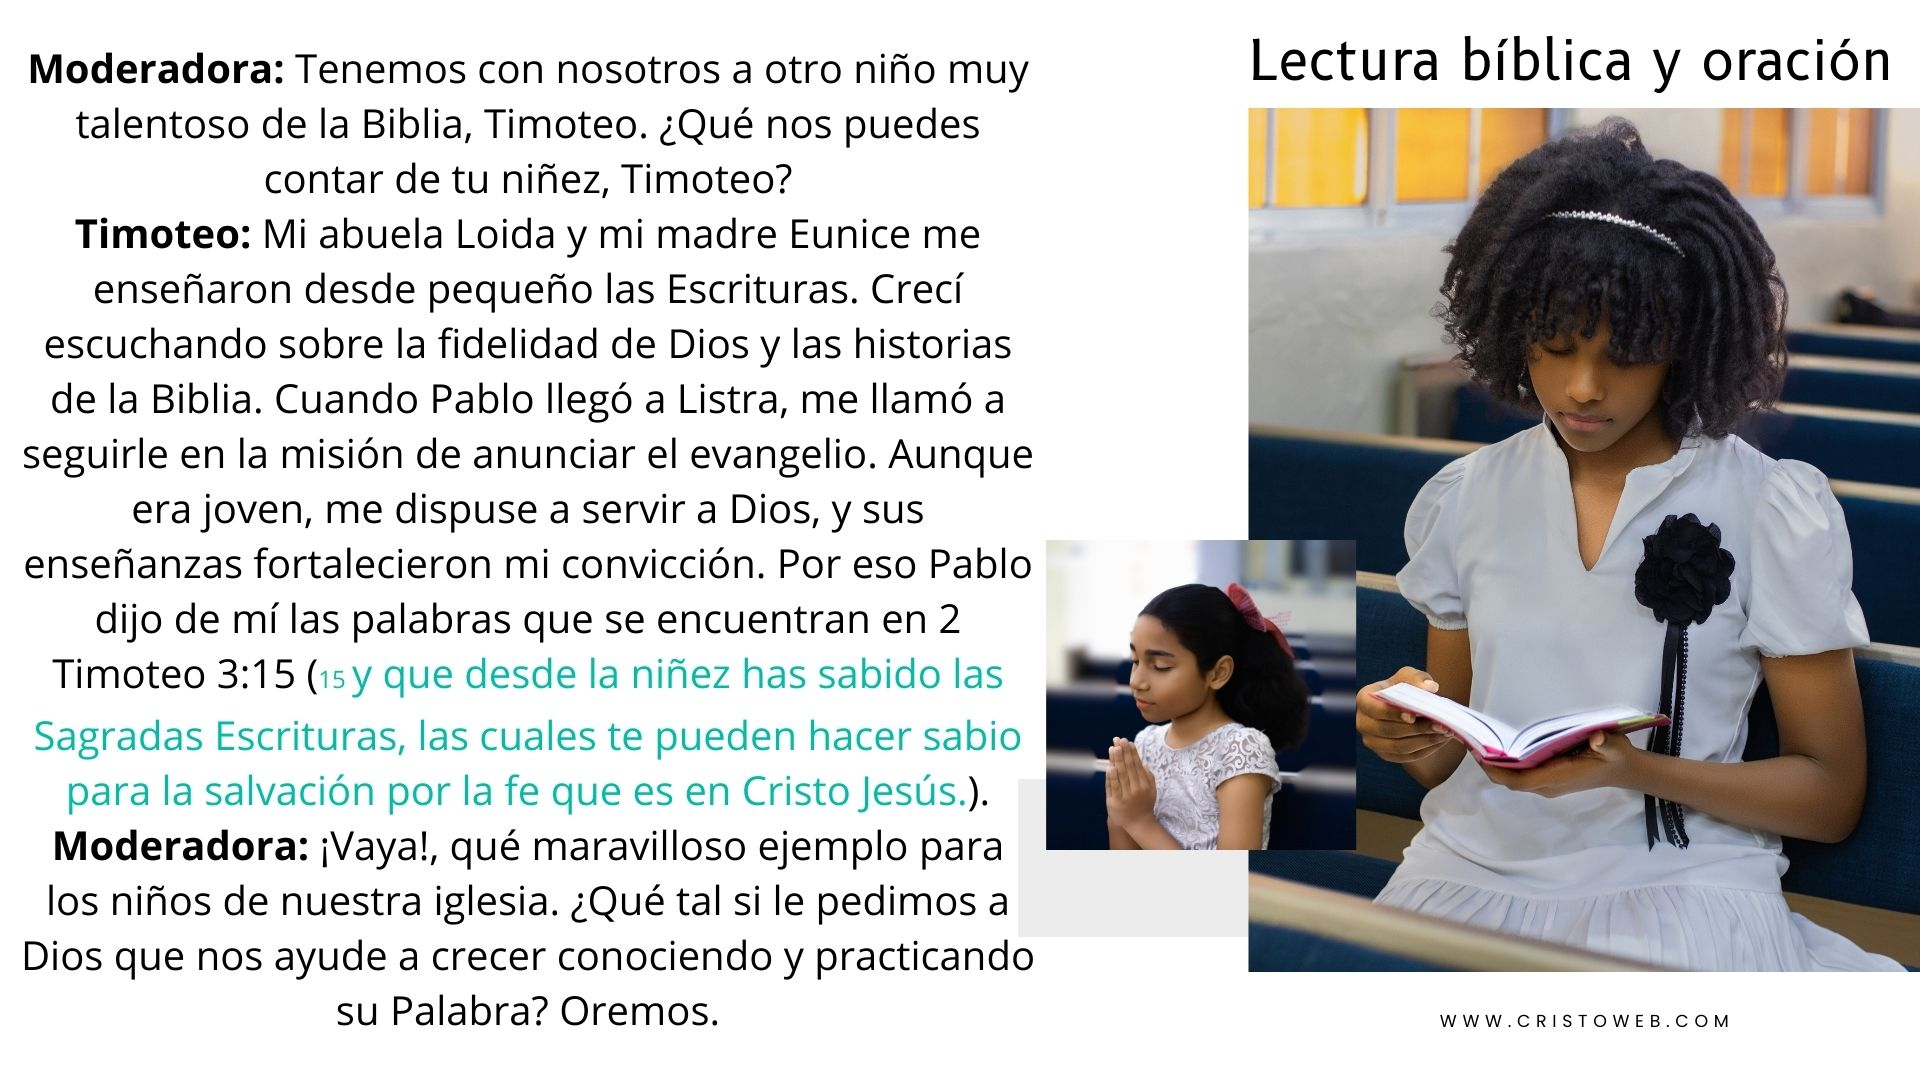 Moderadora: Tenemos con nosotros a otro niño muy
talentoso de la Biblia, Timoteo. ¿Qué nos puedes
contar de tu niñez, Timoteo?
Timoteo: Mi abuela Loida y mi madre Eunice me
enseñaron desde pequeño las Escrituras. Crecí
escuchando sobre la fidelidad de Dios y las historias
de la Biblia. Cuando Pablo llegó a Listra, me llamó a
seguirle en la misión de anunciar el evangelio. Aunque
era joven, me dispuse a servir a Dios, y sus
enseñanzas fortalecieron mi convicción. Por eso Pablo
dijo de mí las palabras que se encuentran en 2
Timoteo 3:15 (15 y que desde la niñez has sabido las
Sagradas Escrituras, las cuales te pueden hacer sabio
para la salvación por la fe que es en Cristo Jesús.).
Moderadora: ¡Vaya!, qué maravilloso ejemplo para
los niños de nuestra iglesia. ¿Qué tal si le pedimos a
Dios que nos ayude a crecer conociendo y practicando
su Palabra? Oremos.
Lectura bíblica y oración
WWW.CRISTOWEB.COM